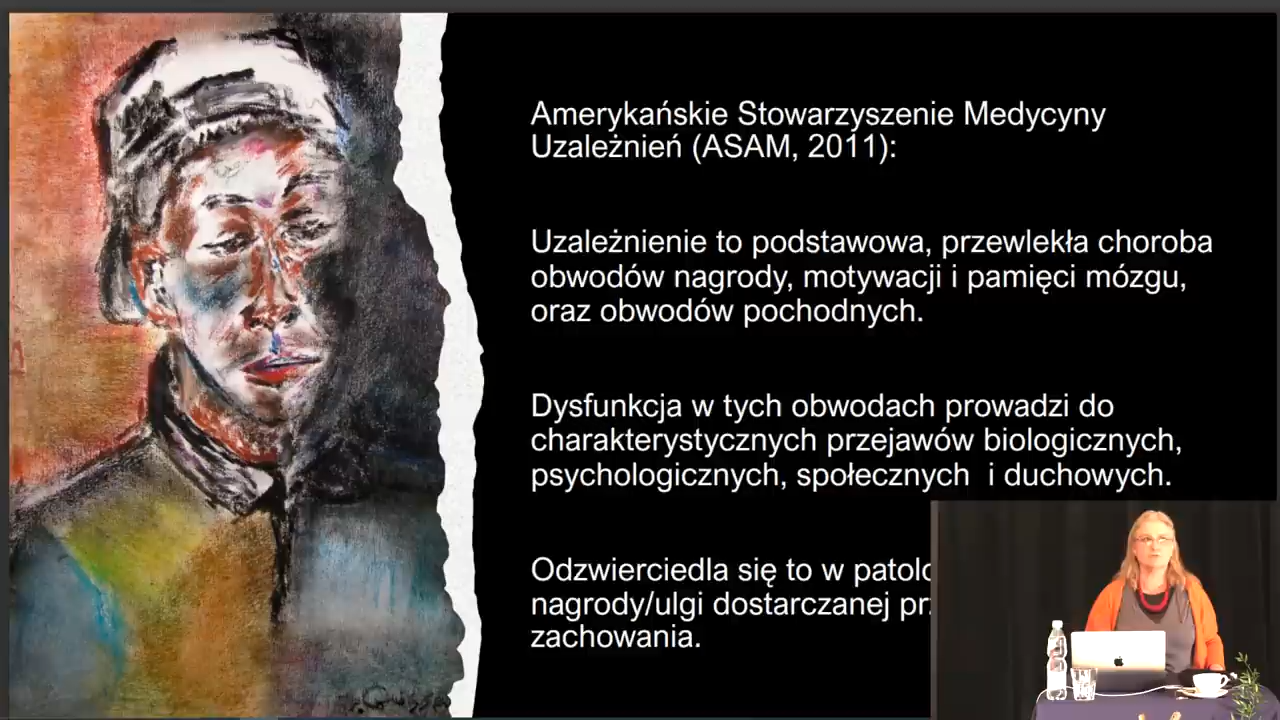 Amerykańskie Stowarzyszenie Medycyny
Uzależnień (ASAM, 2011):
Uzależnienie to podstawowa, przewlekła choroba
obwodów nagrody, motywacji i pamięci mózgu,
oraz obwodów pochodnych.
Dysfunkcja w tych obwodach prowadzi do
charakterystycznych przejawów biologicznych,
psychologicznych, społecznych i duchowych.
Odzwierciedla się to w
nagrody/ulgi dostarczanej
zachowania.